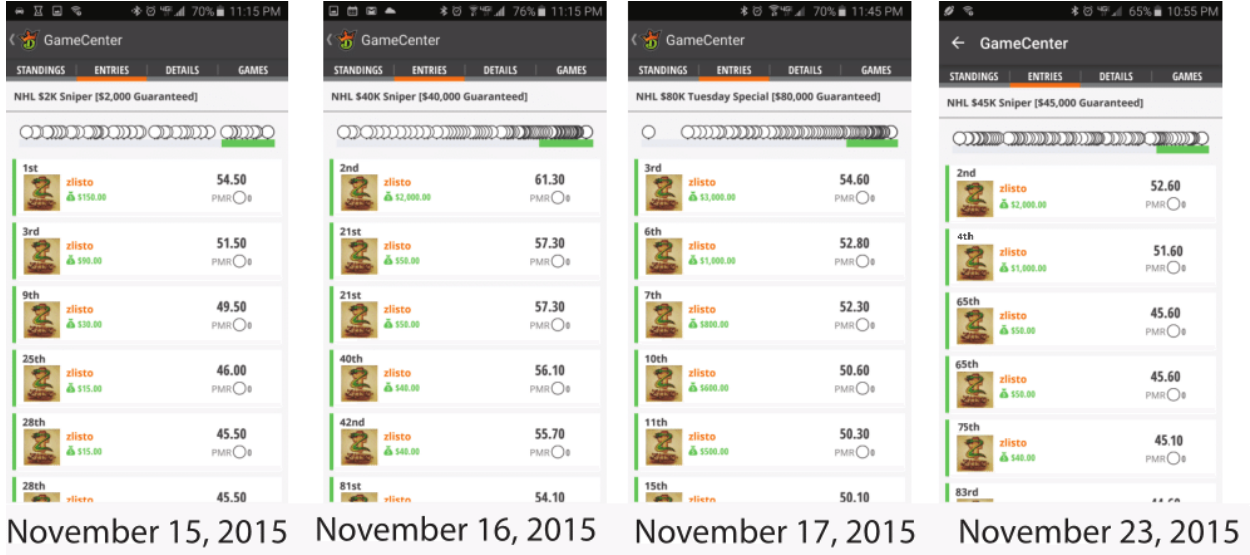 70% 11:15 PM
GameCenter
STANDINGS ENTRIES DETAILS GAMES
NHL $2K Sniper [$2,000 Guaranteed]
1st
zlisto 54.50
$150.00 PMR 0
3rd
zlisto 51.50
$90.00 PMR 0
9th
zlisto 49.50
$30.00 PMR 0
25th
zlisto 46.00
$15.00 PMR 0
28th
zlisto 45.50
$15.00 PMR 0
28th
zlisto 45.50
November 15, 2015
76% 11:15 PM
GameCenter
STANDINGS ENTRIES DETAILS GAMES
NHL $40K Sniper [$40,000 Guaranteed]
2nd
zlisto 61.30
$2,000.00 PMR 0
21st
zlisto 57.30
$50.00 PMR 0
21st
zlisto 57.30
$50.00 PMR 0
40th
zlisto 56.10
$40.00 PMR 0
42nd
zlisto 55.70
$40.00 PMR 0
81st
zlisto 54.10
November 16, 2015
70% 11:45 PM
GameCenter
STANDINGS ENTRIES DETAILS GAMES
NHL $80K Tuesday Special [$80,000 Guaranteed]
3rd
zlisto 54.60
$3,000.00 PMR 0
6th
zlisto 52.80
$1,000.00 PMR 0
7th
zlisto 52.30
$800.00 PMR 0
10th
zlisto 50.60
$600.00 PMR 0
11th
zlisto 50.30
$500.00 PMR 0
15th
zlisto 50.10
November 17, 2015
65% 10:55 PM
GameCenter
STANDINGS ENTRIES DETAILS GAMES
NHL $45K Sniper [$45,000 Guaranteed]
2nd
zlisto 52.60
$2,000.00 PMR 0
4th
zlisto 51.60
$1,000.00 PMR 0
65th
zlisto 45.60
$50.00 PMR 0
65th
zlisto 45.60
$50.00 PMR 0
75th
zlisto 45.10
$40.00 PMR 0
83rd
November 23, 2015